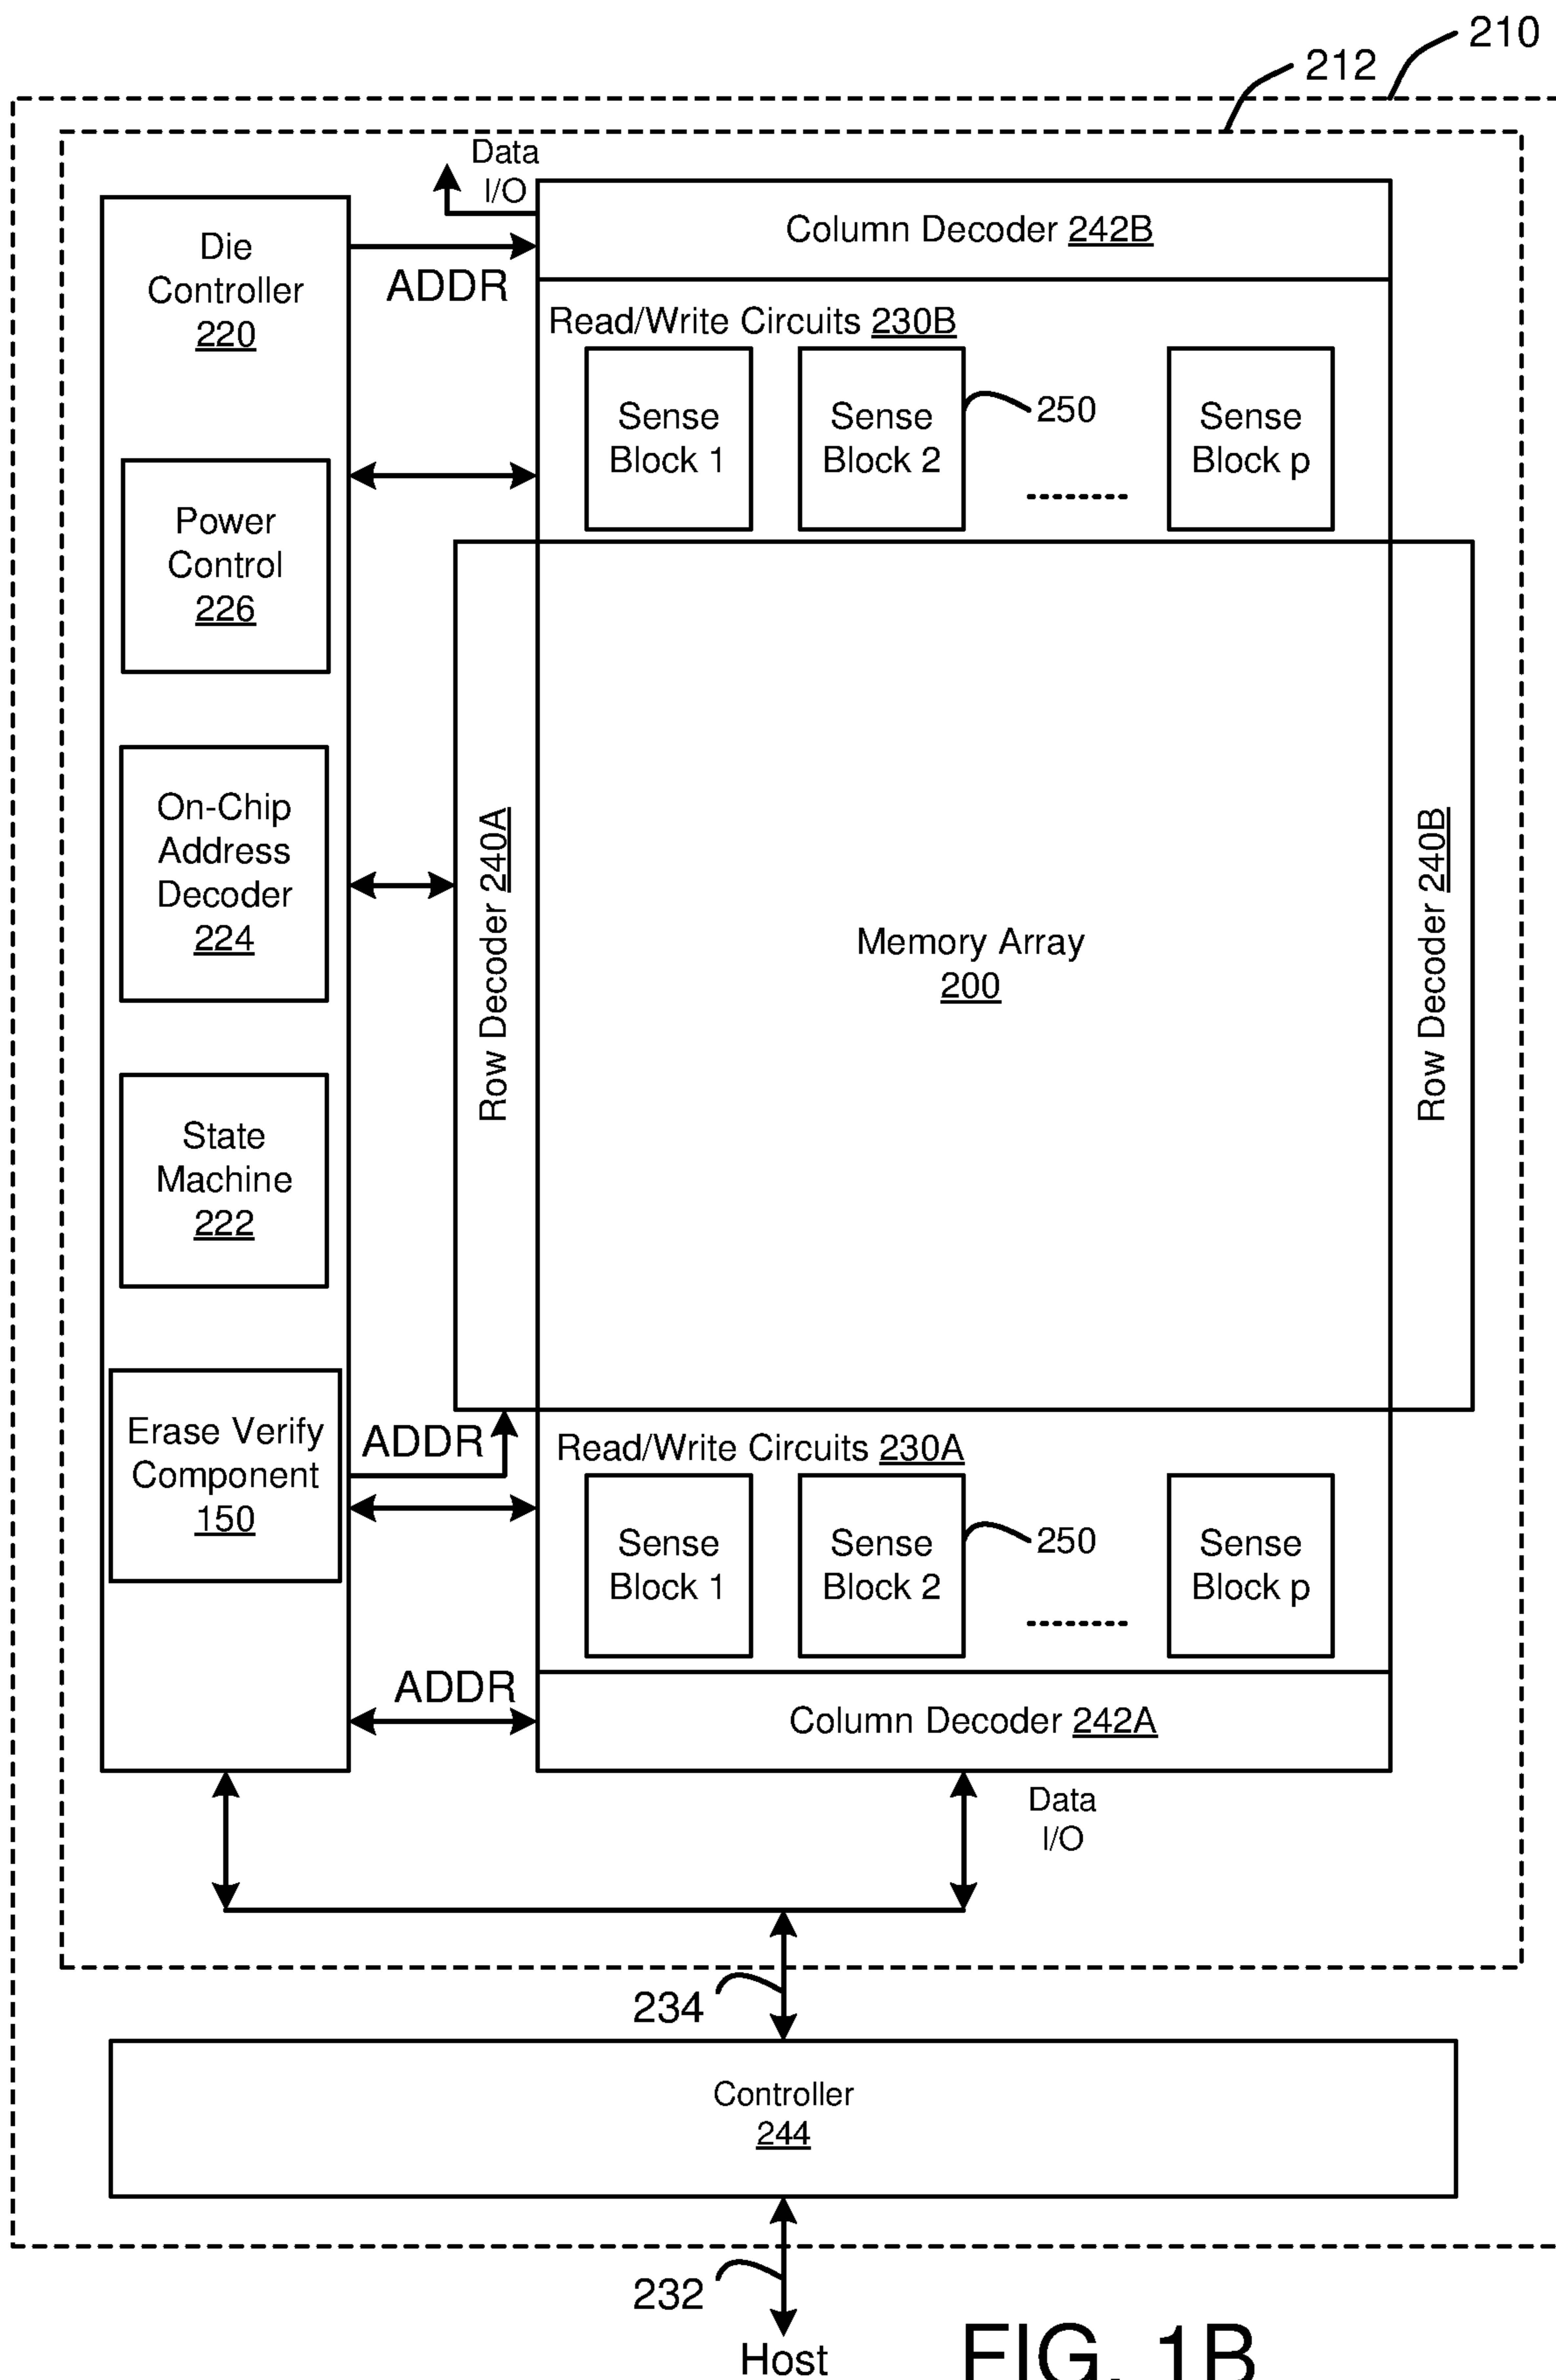 210
212
Data
I/O
Column Decoder 242B
Die
Controller
220
ADDR
Read/Write Circuits 230B
Sense
Block 1
Sense
Block 2
250
Sense
Block p
Power
Control
226
On-Chip
Address
Decoder
224
Row Decoder 240A
Memory Array
200
Row Decoder 240B
State
Machine
222
Erase Verify
Component
150
ADDR
Read/Write Circuits 230A
Sense
Block 1
Sense
Block 2
250
Sense
Block p
ADDR
Column Decoder 242A
Data
I/O
234
Controller
244
232
Host
FIG. 1B